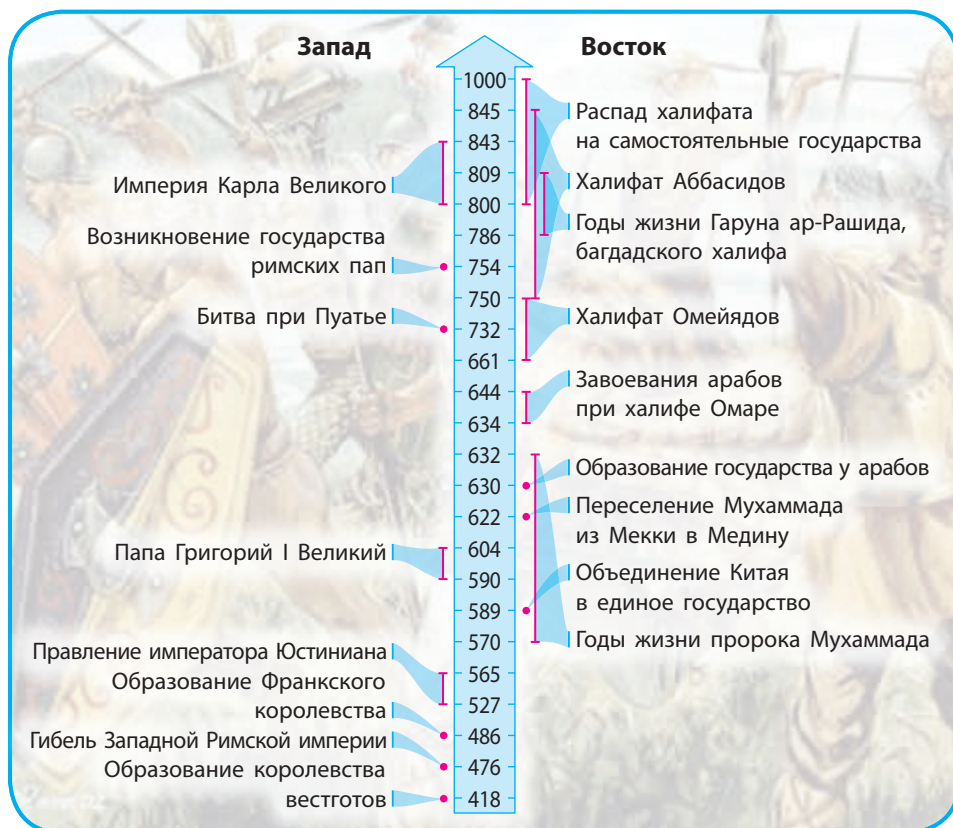 Запад
Восток
1000
845
843
809
800
786
754
750
732
661
644
634
632
630
622
604
590
589
570
565
527
486
476
418
Империя Карла Великого
Возникновение государства
римских пап
Битва при Пуатье
Папа Григорий I Великий
Правление императора Юстиниана
Образование Франкского
королевства
Гибель Западной Римской империи
Образование королевства
вестготов
Распад халифата
на самостоятельные государства
Халифат Аббасидов
Годы жизни Гаруна ар-Рашида,
багдадского халифа
Халифат Омейядов
Завоевания арабов
при халифе Омаре
Образование государства у арабов
Переселение Мухаммада
из Мекки в Медину
Объединение Китая
в единое государство
Годы жизни пророка Мухаммада